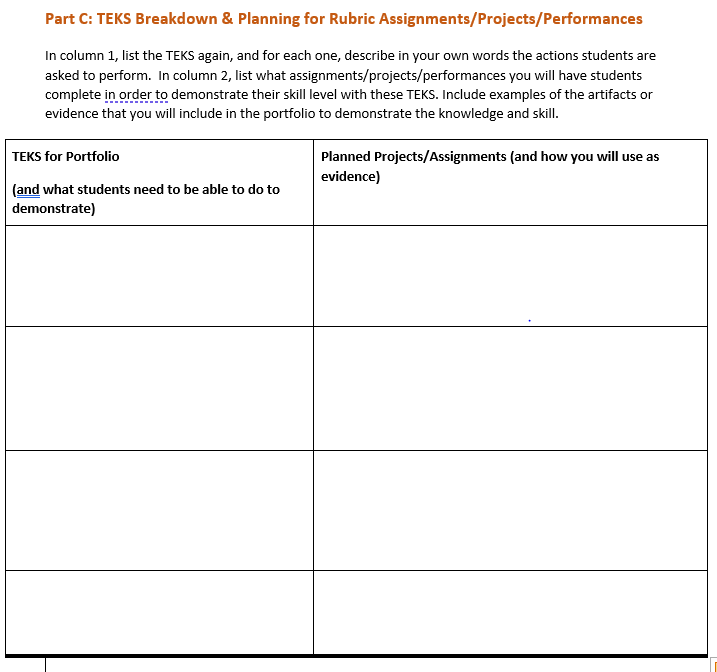 Part C: TEKS Breakdown & Planning for Rubric Assignments/Projects/Performances
In column 1, list the TEKS again, and for each one, describe in your own words the actions students are
asked to perform.  In column 2, list what assignments/projects/performances you will have students
complete in order to demonstrate their skill level with these TEKS. Include examples of the artifacts or
evidence that you will include in the portfolio to demonstrate the knowledge and skill.
TEKS for Portfolio
(and what students need to be able to do to
demonstrate)
Planned Projects/Assignments (and how you will use as
evidence)